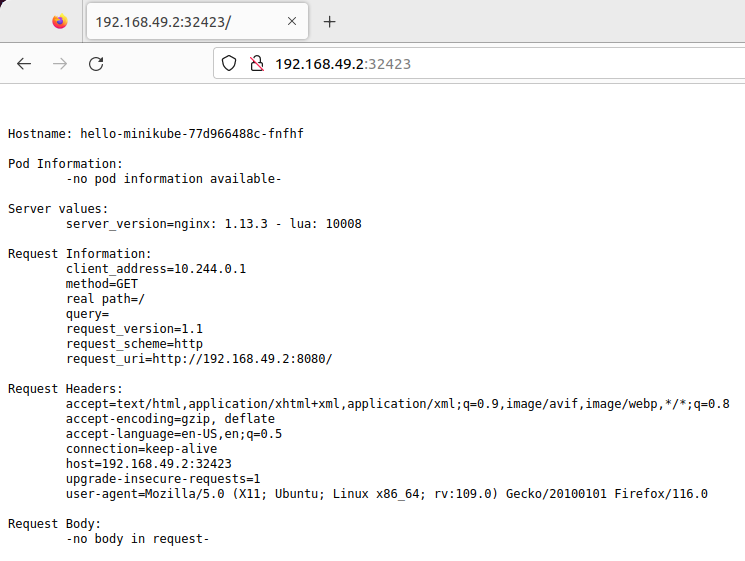 192.168.49.2:32423/
192.168.49.2:32423
Hostname: hello-minikube-77d966488c-fnfhf
Pod Information:
-no pod information available-
Server values:
server_version=nginx: 1.13.3 - lua: 10008
Request Information:
client_address=10.244.0.1
method=GET
real path=/
query=
request_version=1.1
request_scheme=http
request_uri=http://192.168.49.2:8080/
Request Headers:
accept=text/html,application/xhtml+xml,application/xml;q=0.9,image/avif,image/webp,*/*;q=0.8
accept-encoding=gzip, deflate
accept-language=en-US,en;q=0.5
connection=keep-alive
host=192.168.49.2:32423
upgrade-insecure-requests=1
user-agent=Mozilla/5.0 (X11; Ubuntu; Linux x86_64; rv:109.0) Gecko/20100101 Firefox/116.0
Request Body:
-no body in request-